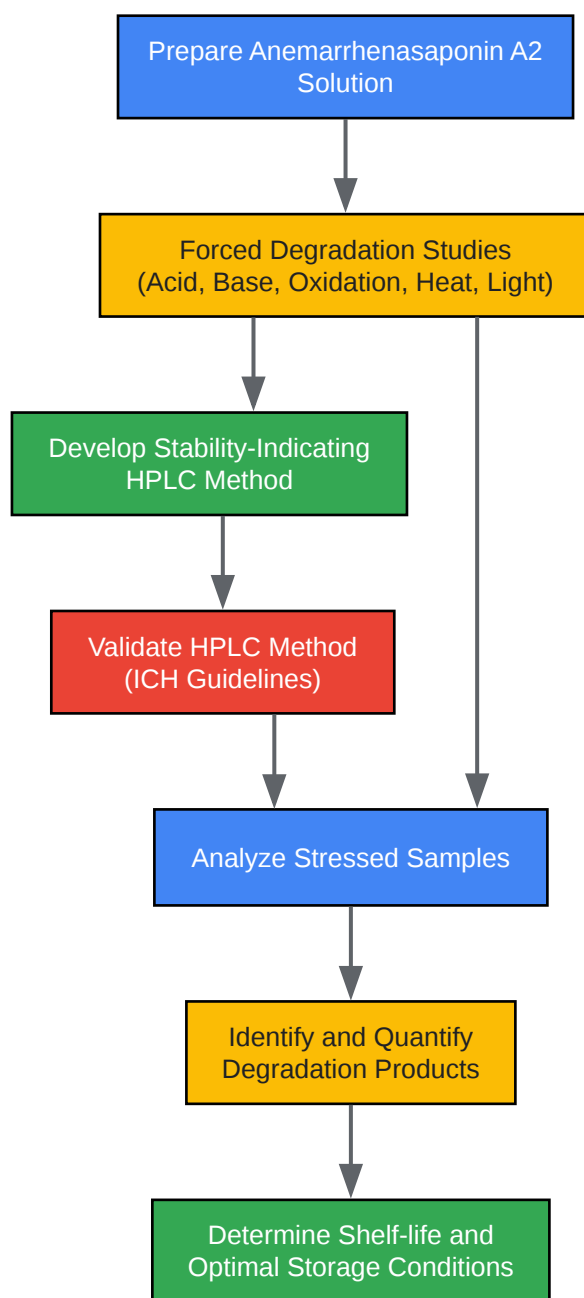 Prepare Anemarrhenasaponin A2
Solution
Forced Degradation Studies
(Acid, Base, Oxidation, Heat, Light)
Develop Stability-Indicating
HPLC Method
Validate HPLC Method
(ICH Guidelines)
Analyze Stressed Samples
Identify and Quantify
Degradation Products
Determine Shelf-life and
Optimal Storage Conditions